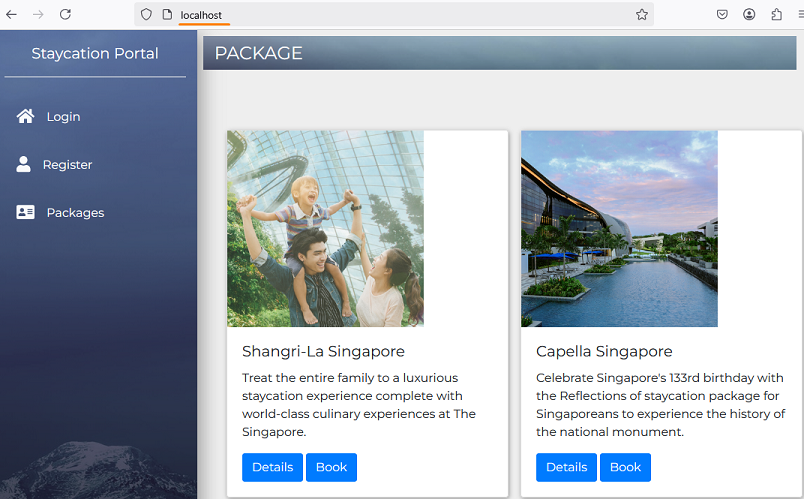 localhost
Staycation Portal
PACKAGE
Login
Register
Packages
Shangri-La Singapore
Treat the entire family to a luxurious
staycation experience complete with
world-class culinary experiences at The
Singapore.
Details Book
Capella Singapore
Celebrate Singapore's 133rd birthday with
the Reflections of staycation package for
Singaporeans to experience the history of
the national monument.
Details Book